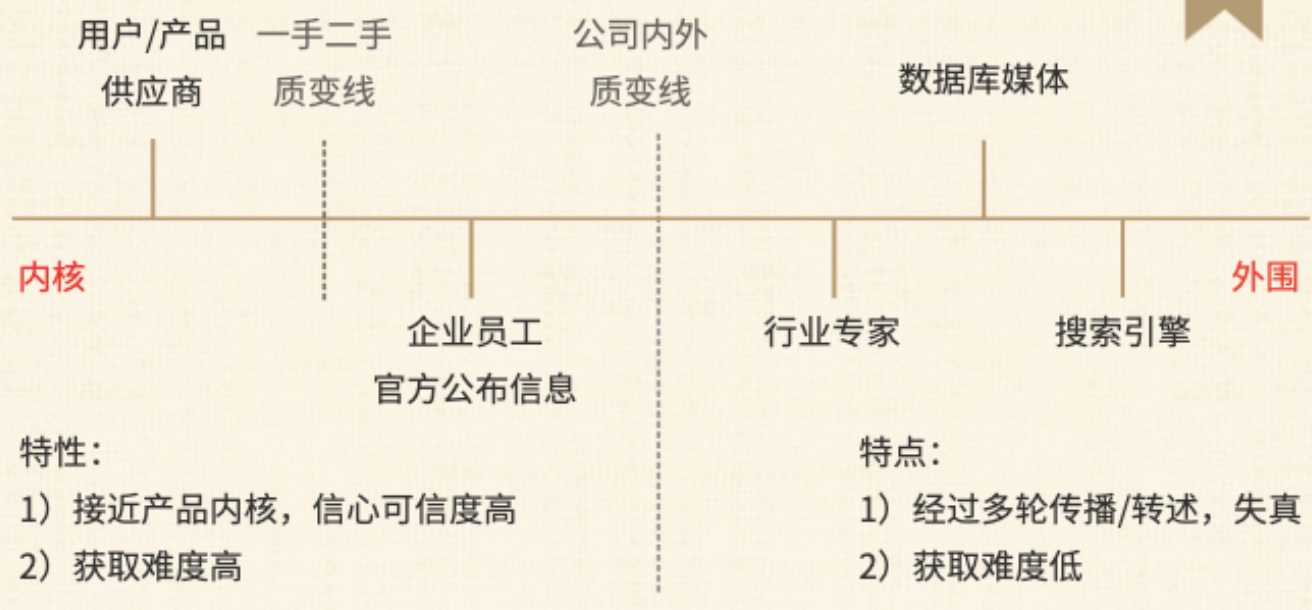 用户/产品
供应商
一手二手
质变线
公司内外
质变线
数据库媒体
内核
外围
企业员工
官方公布信息
行业专家
搜索引擎
特性：
1）接近产品内核，信心可信度高
2）获取难度高
特点：
1）经过多轮传播/转述，失真
2）获取难度低